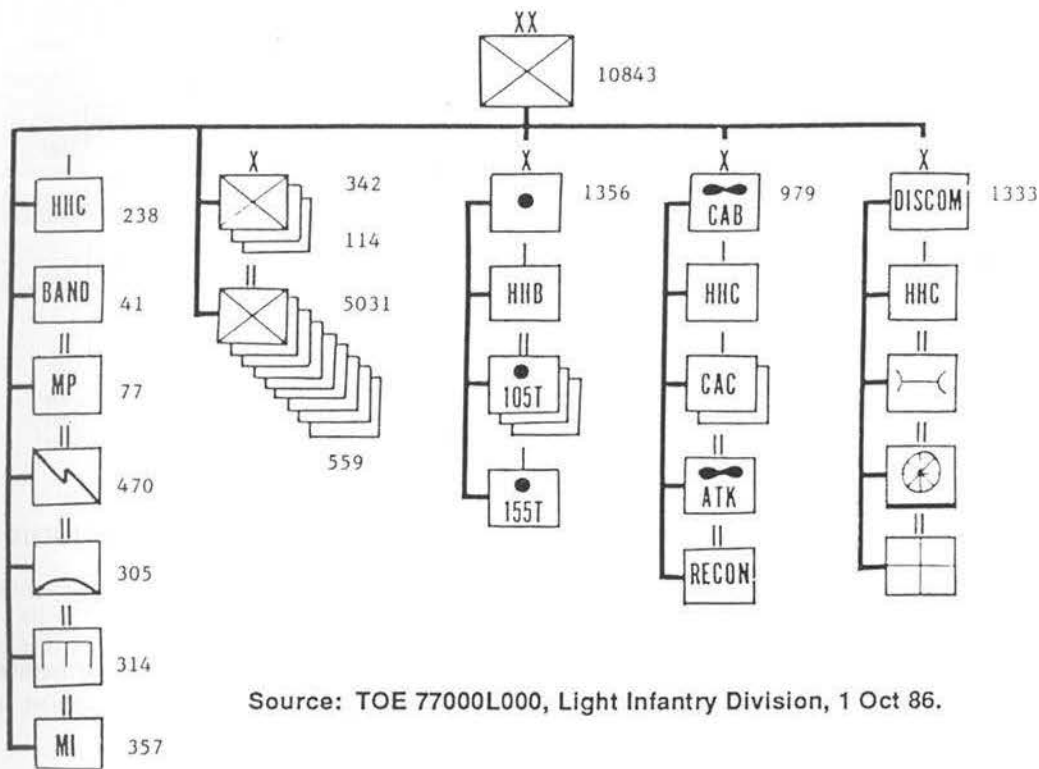 XX
10843
I
HHC
238
BAND
41
II
MP
77
II
470
II
305
II
314
II
MI
357
X
342
114
II
5031
559
X
1356
I
HHB
II
105T
I
155T
X
CAB
979
I
HHC
I
CAC
II
ATK
II
RECON
X
DISCOM
1333
I
HHC
II
II
II
Source: TOE 77000L000, Light Infantry Division, 1 Oct 86.